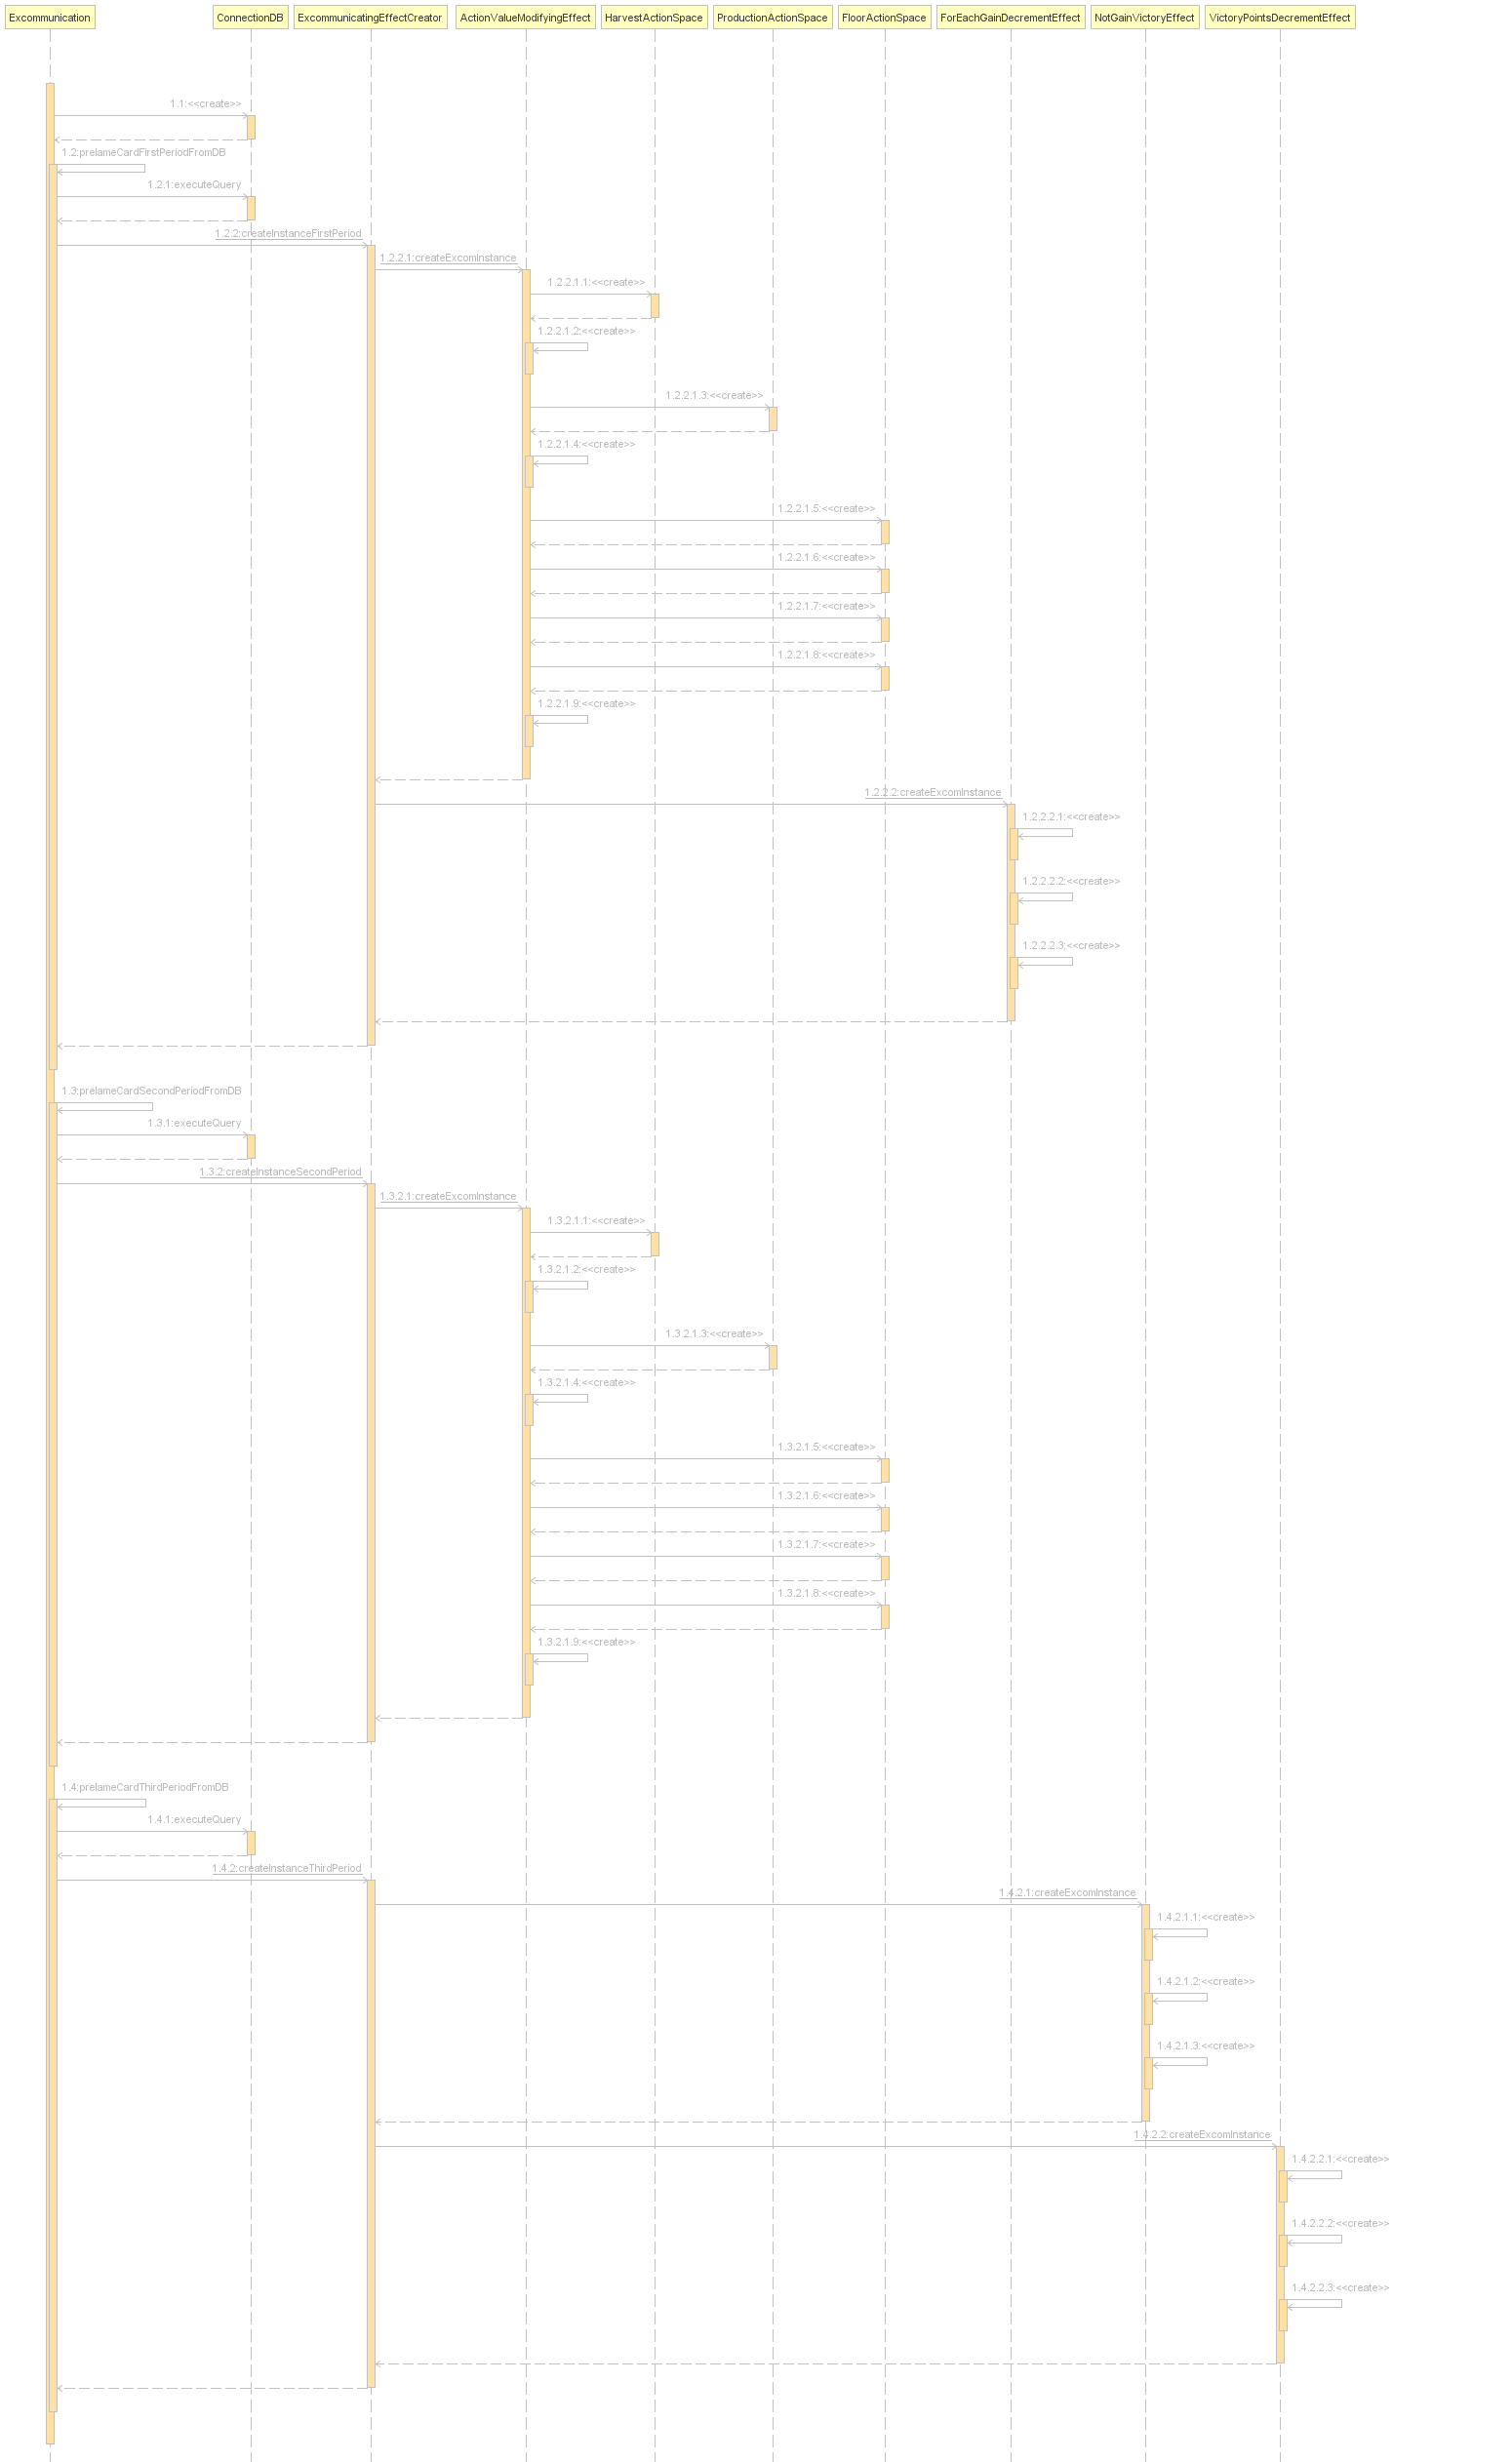 Excommunication
ConnectionDB
ExcommunicatingEffectCreator
ActionValueModifyingEffect
HarvestActionSpace
ProductionActionSpace
FloorActionSpace
ForEachGainDecrementEffect
NotGainVictoryEffect
VictoryPointsDecrementEffect
1.1:<<create>>
1.2:prelameCardFirstPeriodFromDB
1.2.1:executeQuery
1.2.2:createInstanceFirstPeriod
1.2.2.1:createExcomInstance
1.2.2.1.1:<<create>>
1.2.2.1.2:<<create>>
1.2.2.1.3:<<create>>
1.2.2.1.4:<<create>>
1.2.2.1.5:<<create>>
1.2.2.1.6:<<create>>
1.2.2.1.7:<<create>>
1.2.2.1.8:<<create>>
1.2.2.1.9:<<create>>
1.2.2.2:createExcomInstance
1.2.2.2.1:<<create>>
1.2.2.2.2:<<create>>
1.2.2.2.3:<<create>>
1.3:prelameCardSecondPeriodFromDB
1.3.1:executeQuery
1.3.2:createInstanceSecondPeriod
1.3.2.1:createExcomInstance
1.3.2.1.1:<<create>>
1.3.2.1.2:<<create>>
1.3.2.1.3:<<create>>
1.3.2.1.4:<<create>>
1.3.2.1.5:<<create>>
1.3.2.1.6:<<create>>
1.3.2.1.7:<<create>>
1.3.2.1.8:<<create>>
1.3.2.1.9:<<create>>
1.4:prelameCardThirdPeriodFromDB
1.4.1:executeQuery
1.4.2:createInstanceThirdPeriod
1.4.2.1:createExcomInstance
1.4.2.1.1:<<create>>
1.4.2.1.2:<<create>>
1.4.2.1.3:<<create>>
1.4.2.2:createExcomInstance
1.4.2.2.1:<<create>>
1.4.2.2.2:<<create>>
1.4.2.2.3:<<create>>